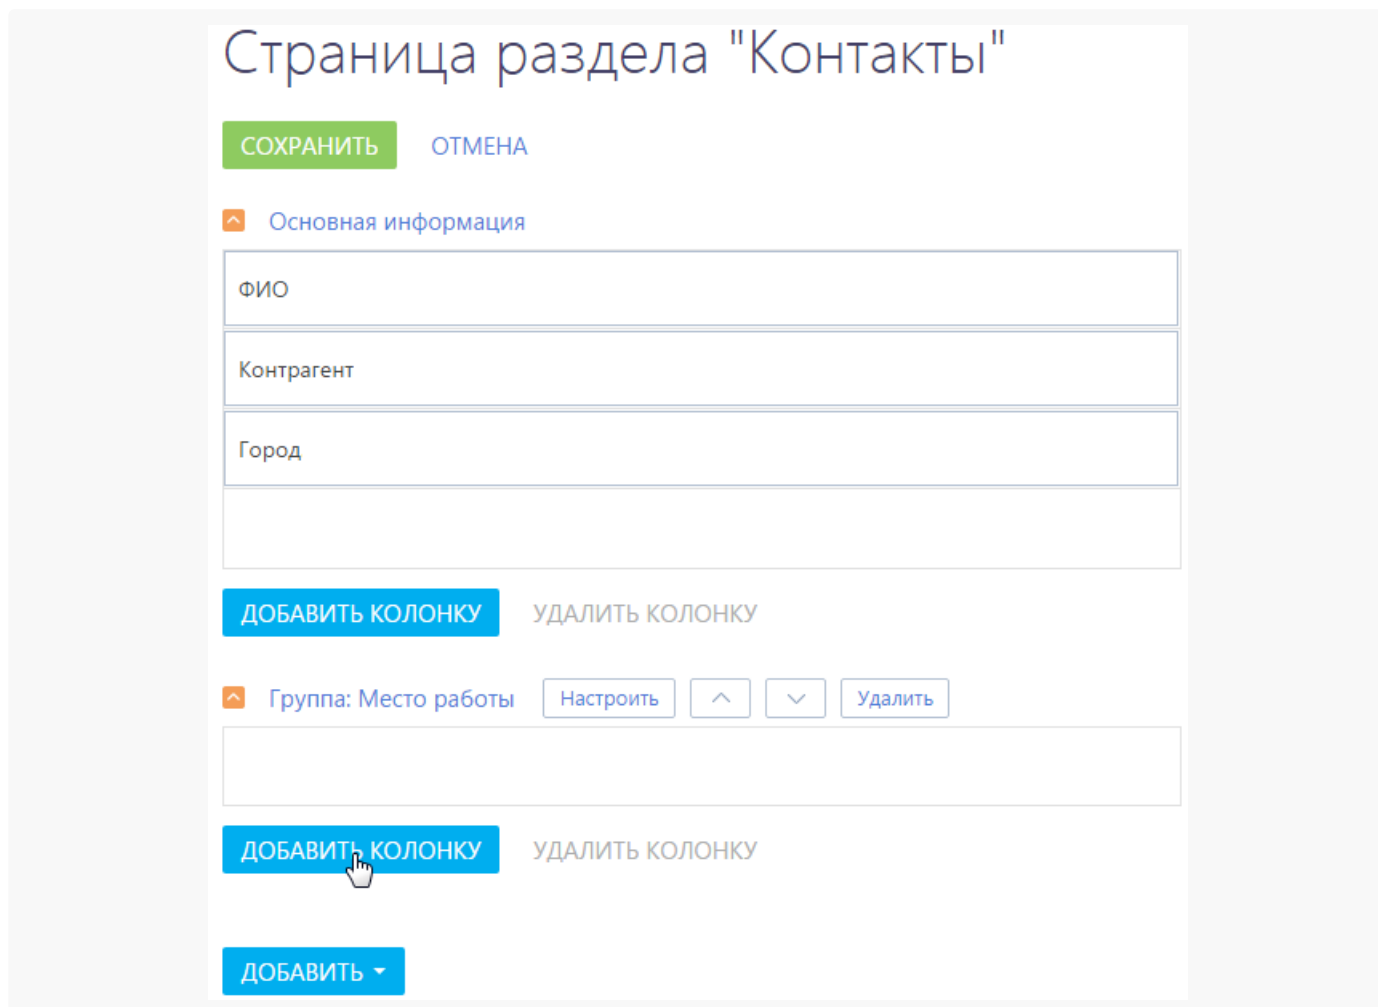 Страница раздела "Контакты"
СОХРАНИТЬ ОТМЕНА
Основная информация
ФИО
Контрагент
Город
ДОБАВИТЬ КОЛОНКУ УДАЛИТЬ КОЛОНКУ
Группа: Место работы Настроить Удалить
ДОБАВИТЬ КОЛОНКУ УДАЛИТЬ КОЛОНКУ
ДОБАВИТЬ